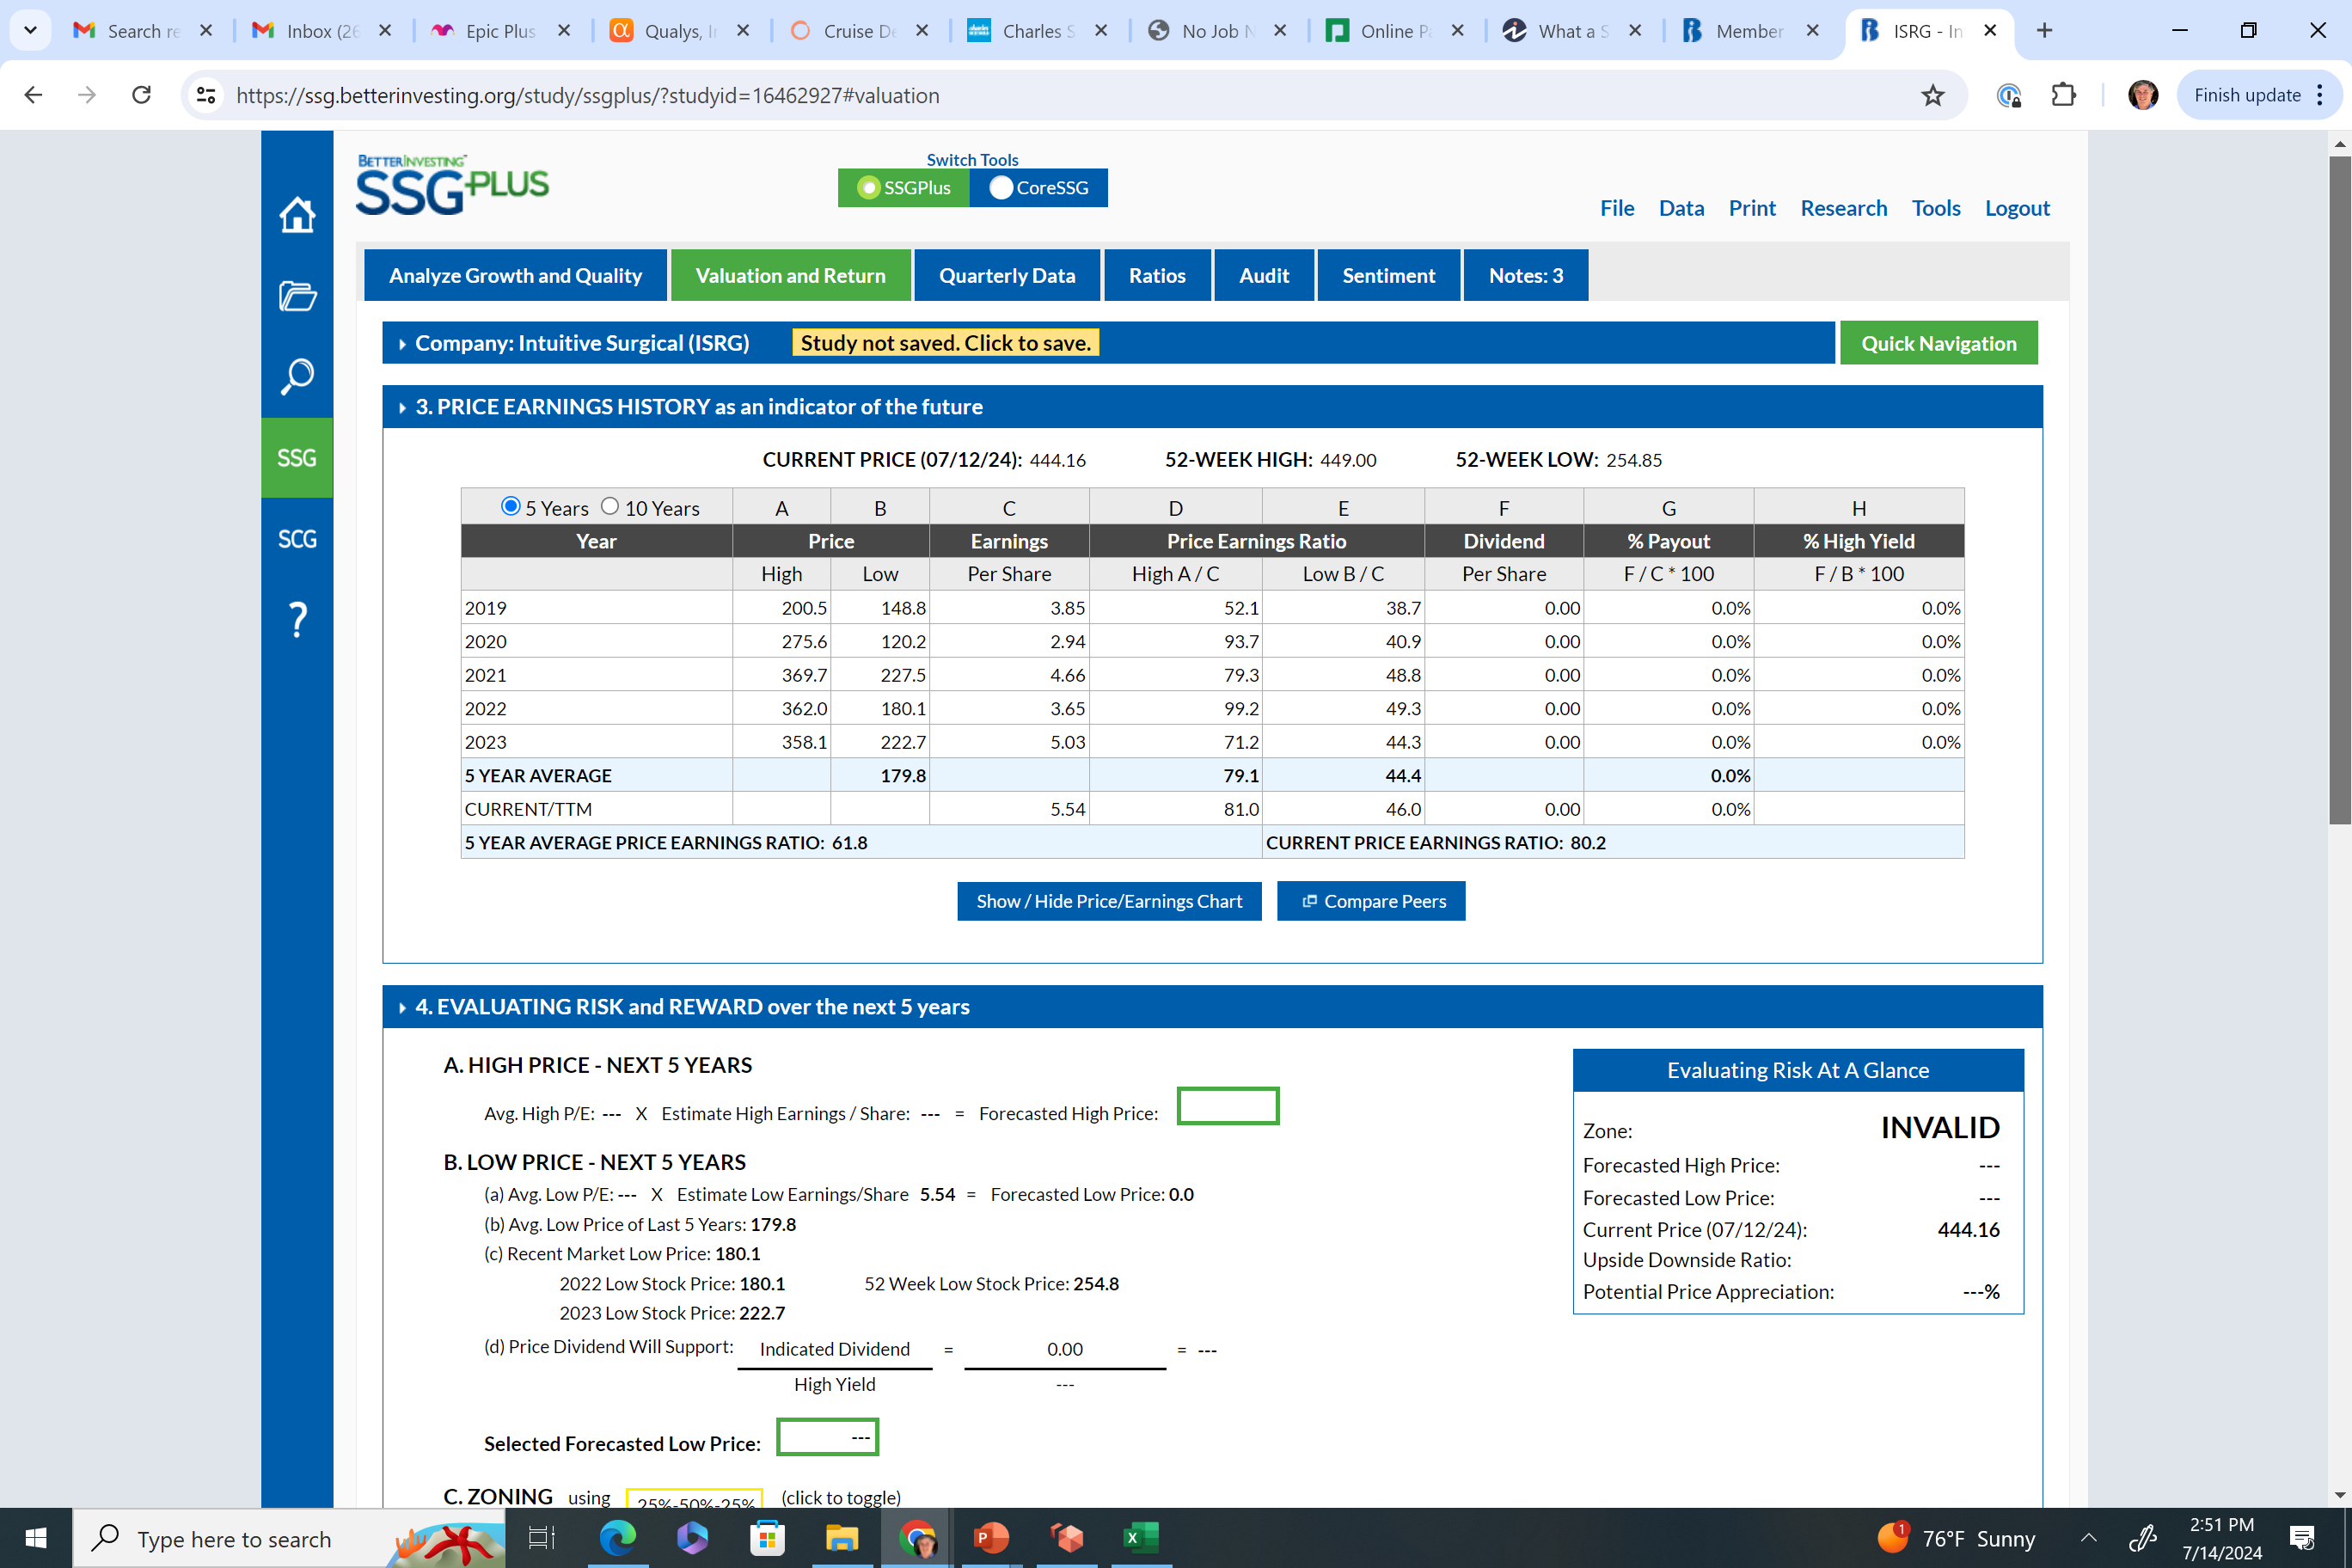 Search re
Inbox (26
Epic Plus
Qualys, I
Cruise De
Charles S
No Job N
Online Pa
What a S
Member
ISRG - In
https://ssg.betterinvesting.org/study/ssgplus/?studyid=16462927#valuation
Finish update
BETTERINVESTING™
SSG+PLUS
Switch Tools
SSGPlus CoreSSG
File Data Print Research Tools Logout
Analyze Growth and Quality Valuation and Return Quarterly Data Ratios Audit Sentiment Notes: 3
SSG
SCG
?
Company: Intuitive Surgical (ISRG) Study not saved. Click to save. Quick Navigation
3. PRICE EARNINGS HISTORY as an indicator of the future
CURRENT PRICE (07/12/24): 444.16 52-WEEK HIGH: 449.00 52-WEEK LOW: 254.85
5 Years 10 Years A B C D E F G H
Year Price Earnings Price Earnings Ratio Dividend % Payout % High Yield
High Low Per Share High A / C Low B / C Per Share F / C * 100 F / B * 100
2019 200.5 148.8 3.85 52.1 38.7 0.00 0.0% 0.0%
2020 275.6 120.2 2.94 93.7 40.9 0.00 0.0% 0.0%
2021 369.7 227.5 4.66 79.3 48.8 0.00 0.0% 0.0%
2022 362.0 180.1 3.65 99.2 49.3 0.00 0.0% 0.0%
2023 358.1 222.7 5.03 71.2 44.3 0.00 0.0% 0.0%
5 YEAR AVERAGE 179.8 79.1 44.4 0.0%
CURRENT/TTM 5.54 81.0 46.0 0.00 0.0%
5 YEAR AVERAGE PRICE EARNINGS RATIO: 61.8 CURRENT PRICE EARNINGS RATIO: 80.2
Show / Hide Price/Earnings Chart Compare Peers
4. EVALUATING RISK and REWARD over the next 5 years
A. HIGH PRICE - NEXT 5 YEARS
Avg. High P/E: --- X Estimate High Earnings / Share: --- = Forecasted High Price:
B. LOW PRICE - NEXT 5 YEARS
(a) Avg. Low P/E: --- X Estimate Low Earnings/Share 5.54 = Forecasted Low Price: 0.0
(b) Avg. Low Price of Last 5 Years: 179.8
(c) Recent Market Low Price: 180.1
2022 Low Stock Price: 180.1 52 Week Low Stock Price: 254.8
2023 Low Stock Price: 222.7
(d) Price Dividend Will Support: Indicated Dividend = 0.00 = ---
High Yield ---
Selected Forecasted Low Price: ---
C. ZONING using 25%-50%-25% (click to toggle)
Evaluating Risk At A Glance
Zone: INVALID
Forecasted High Price: ---
Forecasted Low Price: ---
Current Price (07/12/24): 444.16
Upside Downside Ratio:
Potential Price Appreciation: ---%
Type here to search
1
76°F Sunny
2:51 PM
7/14/2024